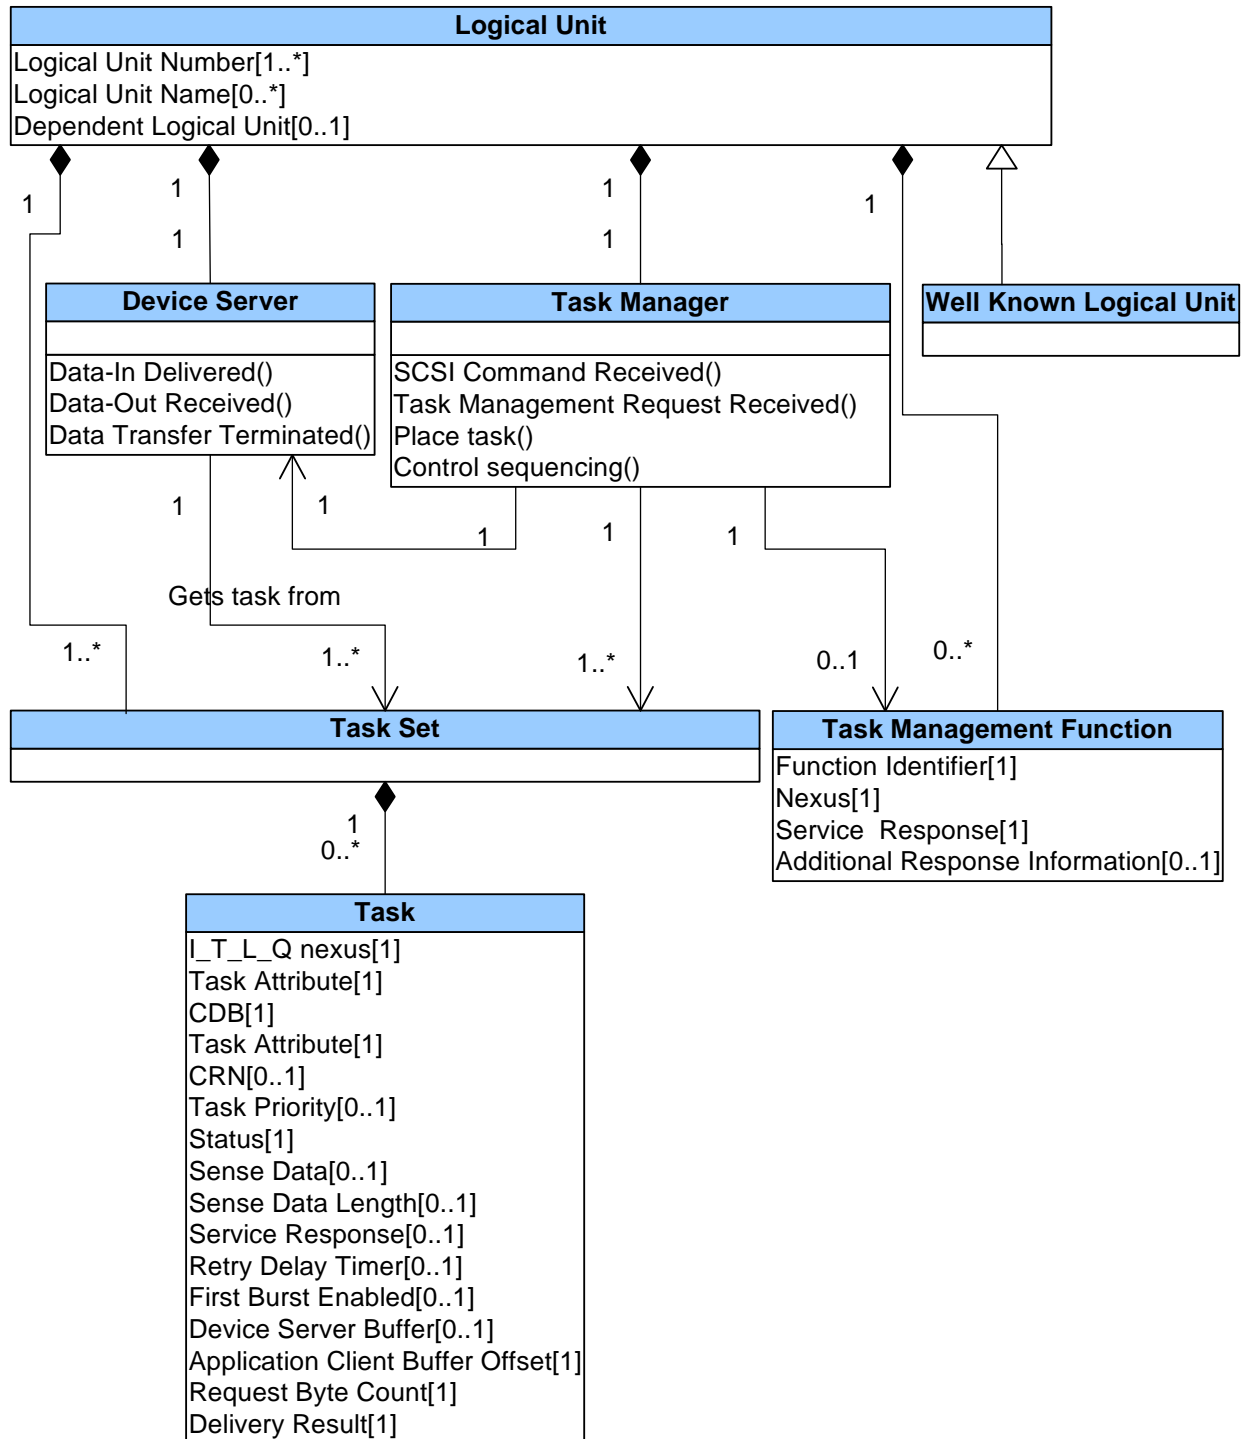 Logical Unit
Logical Unit Number[1..*]
Logical Unit Name[0..*]
Dependent Logical Unit[0..1]
1
1
1
1
1
1
Device Server
Data-In Delivered()
Data-Out Received()
Data Transfer Terminated()
Task Manager
SCSI Command Received()
Task Management Request Received()
Place task()
Control sequencing()
Well Known Logical Unit
1
1
1
1
1
Gets task from
1..*
1..*
1..*
0..1
0..*
Task Set
Task Management Function
Function Identifier[1]
Nexus[1]
Service  Response[1]
Additional Response Information[0..1]
1
0..*
Task
I_T_L_Q nexus[1]
Task Attribute[1]
CDB[1]
Task Attribute[1]
CRN[0..1]
Task Priority[0..1]
Status[1]
Sense Data[0..1]
Sense Data Length[0..1]
Service Response[0..1]
Retry Delay Timer[0..1]
First Burst Enabled[0..1]
Device Server Buffer[0..1]
Application Client Buffer Offset[1]
Request Byte Count[1]
Delivery Result[1]